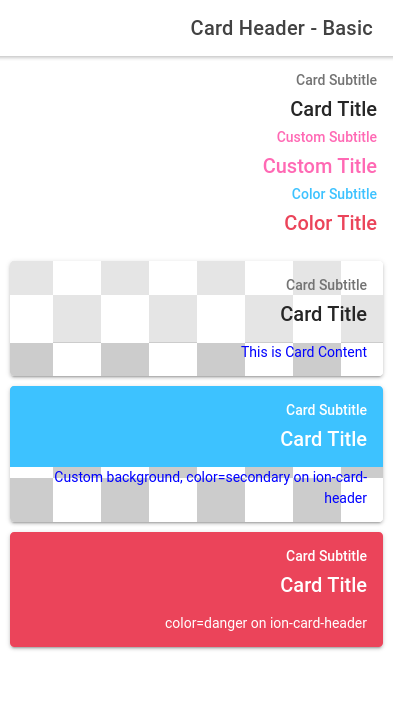 Card Header - Basic
Card Subtitle
Card Title
Custom Subtitle
Custom Title
Color Subtitle
Color Title
Card Subtitle
Card Title
This is Card Content
Card Subtitle
Card Title
Custom background, color=secondary on ion-card-
header
Card Subtitle
Card Title
color=danger on ion-card-header